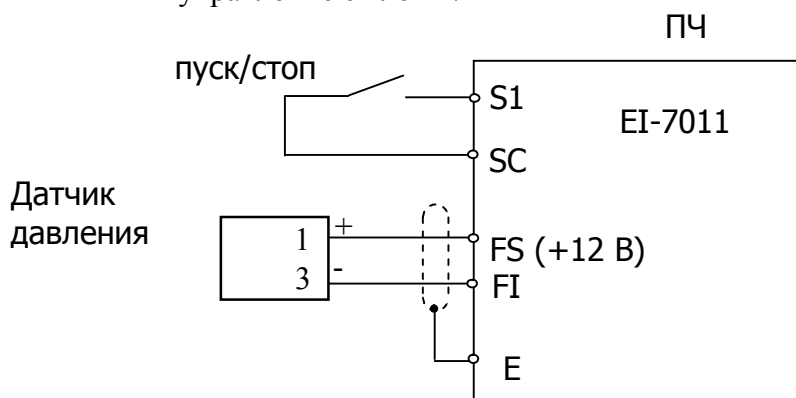 ПЧ
пуск/стоп
S1
EI-7011
SC
Датчик
давления
1 +
FS (+12 В)
3 -
FI
E